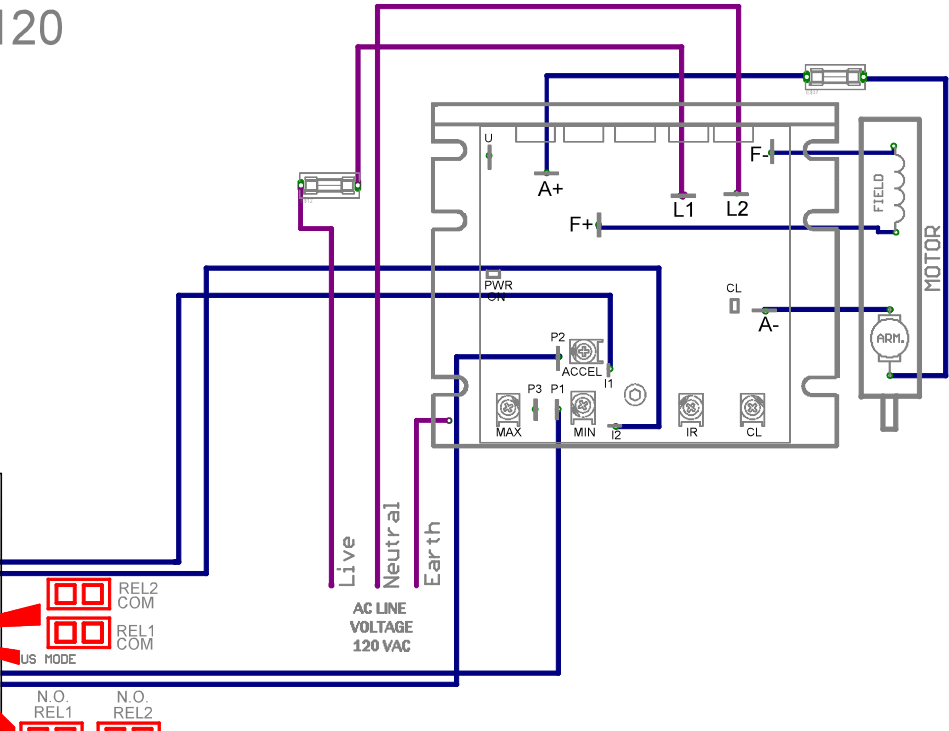 120
U
A+
F-
F+
L1
L2
FIELD
MOTOR
PWR
ON
CL
A-
ARM.
P2
ACCEL
I1
P3
P1
MAX
MIN
I2
IR
CL
Live
Neutral
Earth
AC LINE
VOLTAGE
120 VAC
REL2
COM
REL1
COM
US MODE
N.O.
REL1
N.O.
REL2